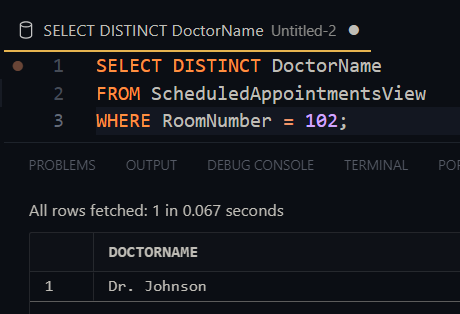 SELECT DISTINCT DoctorName Untitled-2
1 SELECT DISTINCT DoctorName
2 FROM ScheduledAppointmentsView
3 WHERE RoomNumber = 102;
PROBLEMS OUTPUT DEBUG CONSOLE TERMINAL POR
All rows fetched: 1 in 0.067 seconds
DOCTORNAME
1 Dr. Johnson